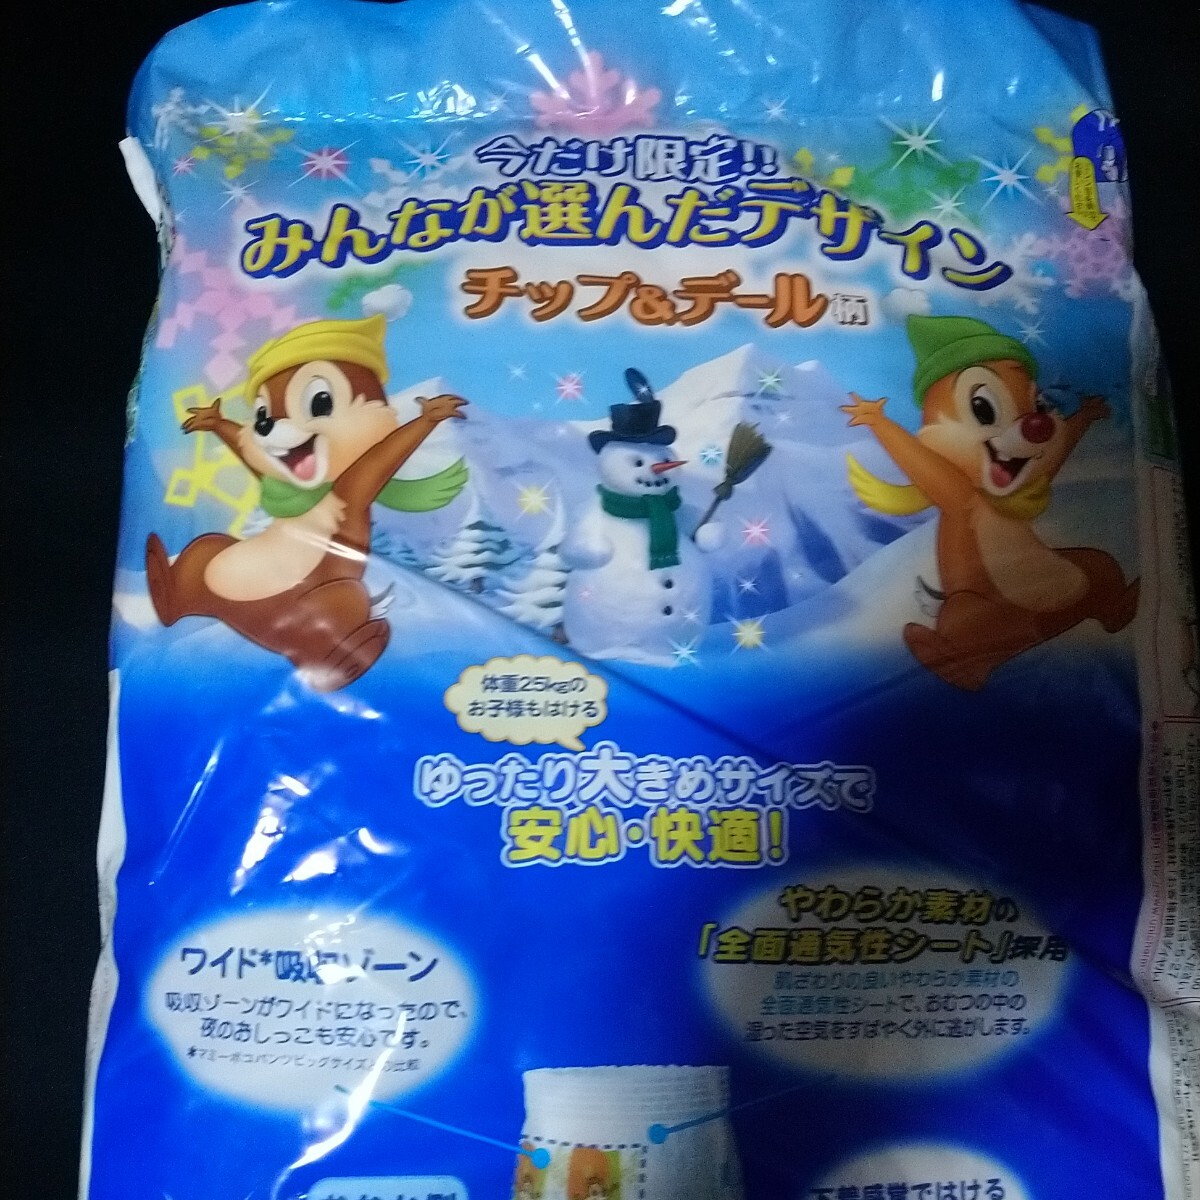 今だけ限定!!
みんなが選んだデザイン
チップ&デール柄
体重25kgの
お子様もはける
ゆったり大きめサイズで
安心・快適!
ワイド*吸収ゾーン
吸収ゾーンがワイドになったので、
夜のおしっこも安心です。
*マミーポコパンツビッグサイズとの比較
やわらか素材の
「全面通気性シート」採用
肌ざわりの良いやわらか素材の
全面通気性シートで、おむつの中の
湿った空気をすばやく外に逃がします。
下着感覚ではける